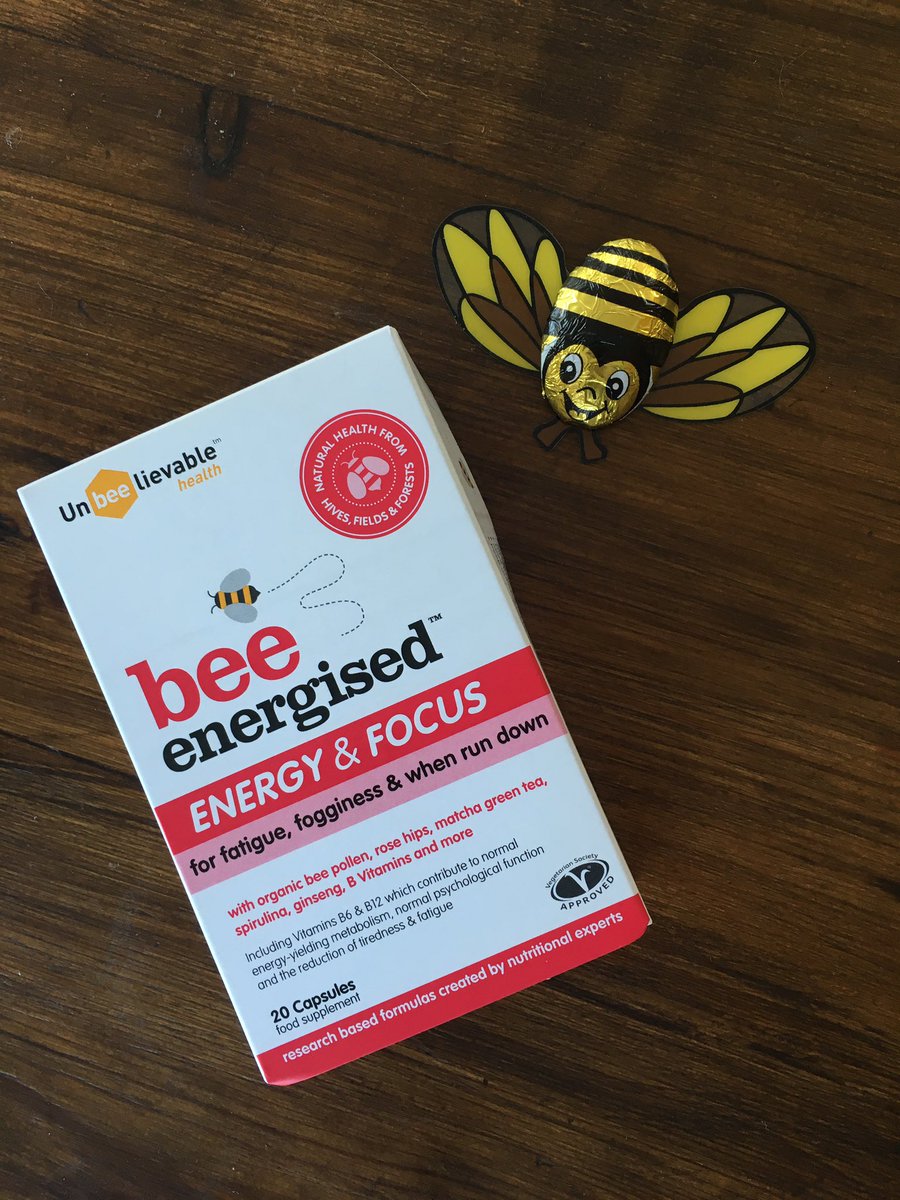 Unbeelievable™
health
NATURAL HEALTH FROM
HIVES, FIELDS & FORESTS
bee
energised™
ENERGY & FOCUS
for fatigue, fogginess & when run down
with organic bee pollen, rose hips, matcha green tea,
spirulina, ginseng, B Vitamins and more
Including Vitamins B6 & B12 which contribute to normal
energy-yielding metabolism, normal psychological function
and the reduction of tiredness & fatigue
Vegetarian Society
APPROVED
20 Capsules
food supplement
research based formulas created by nutritional experts